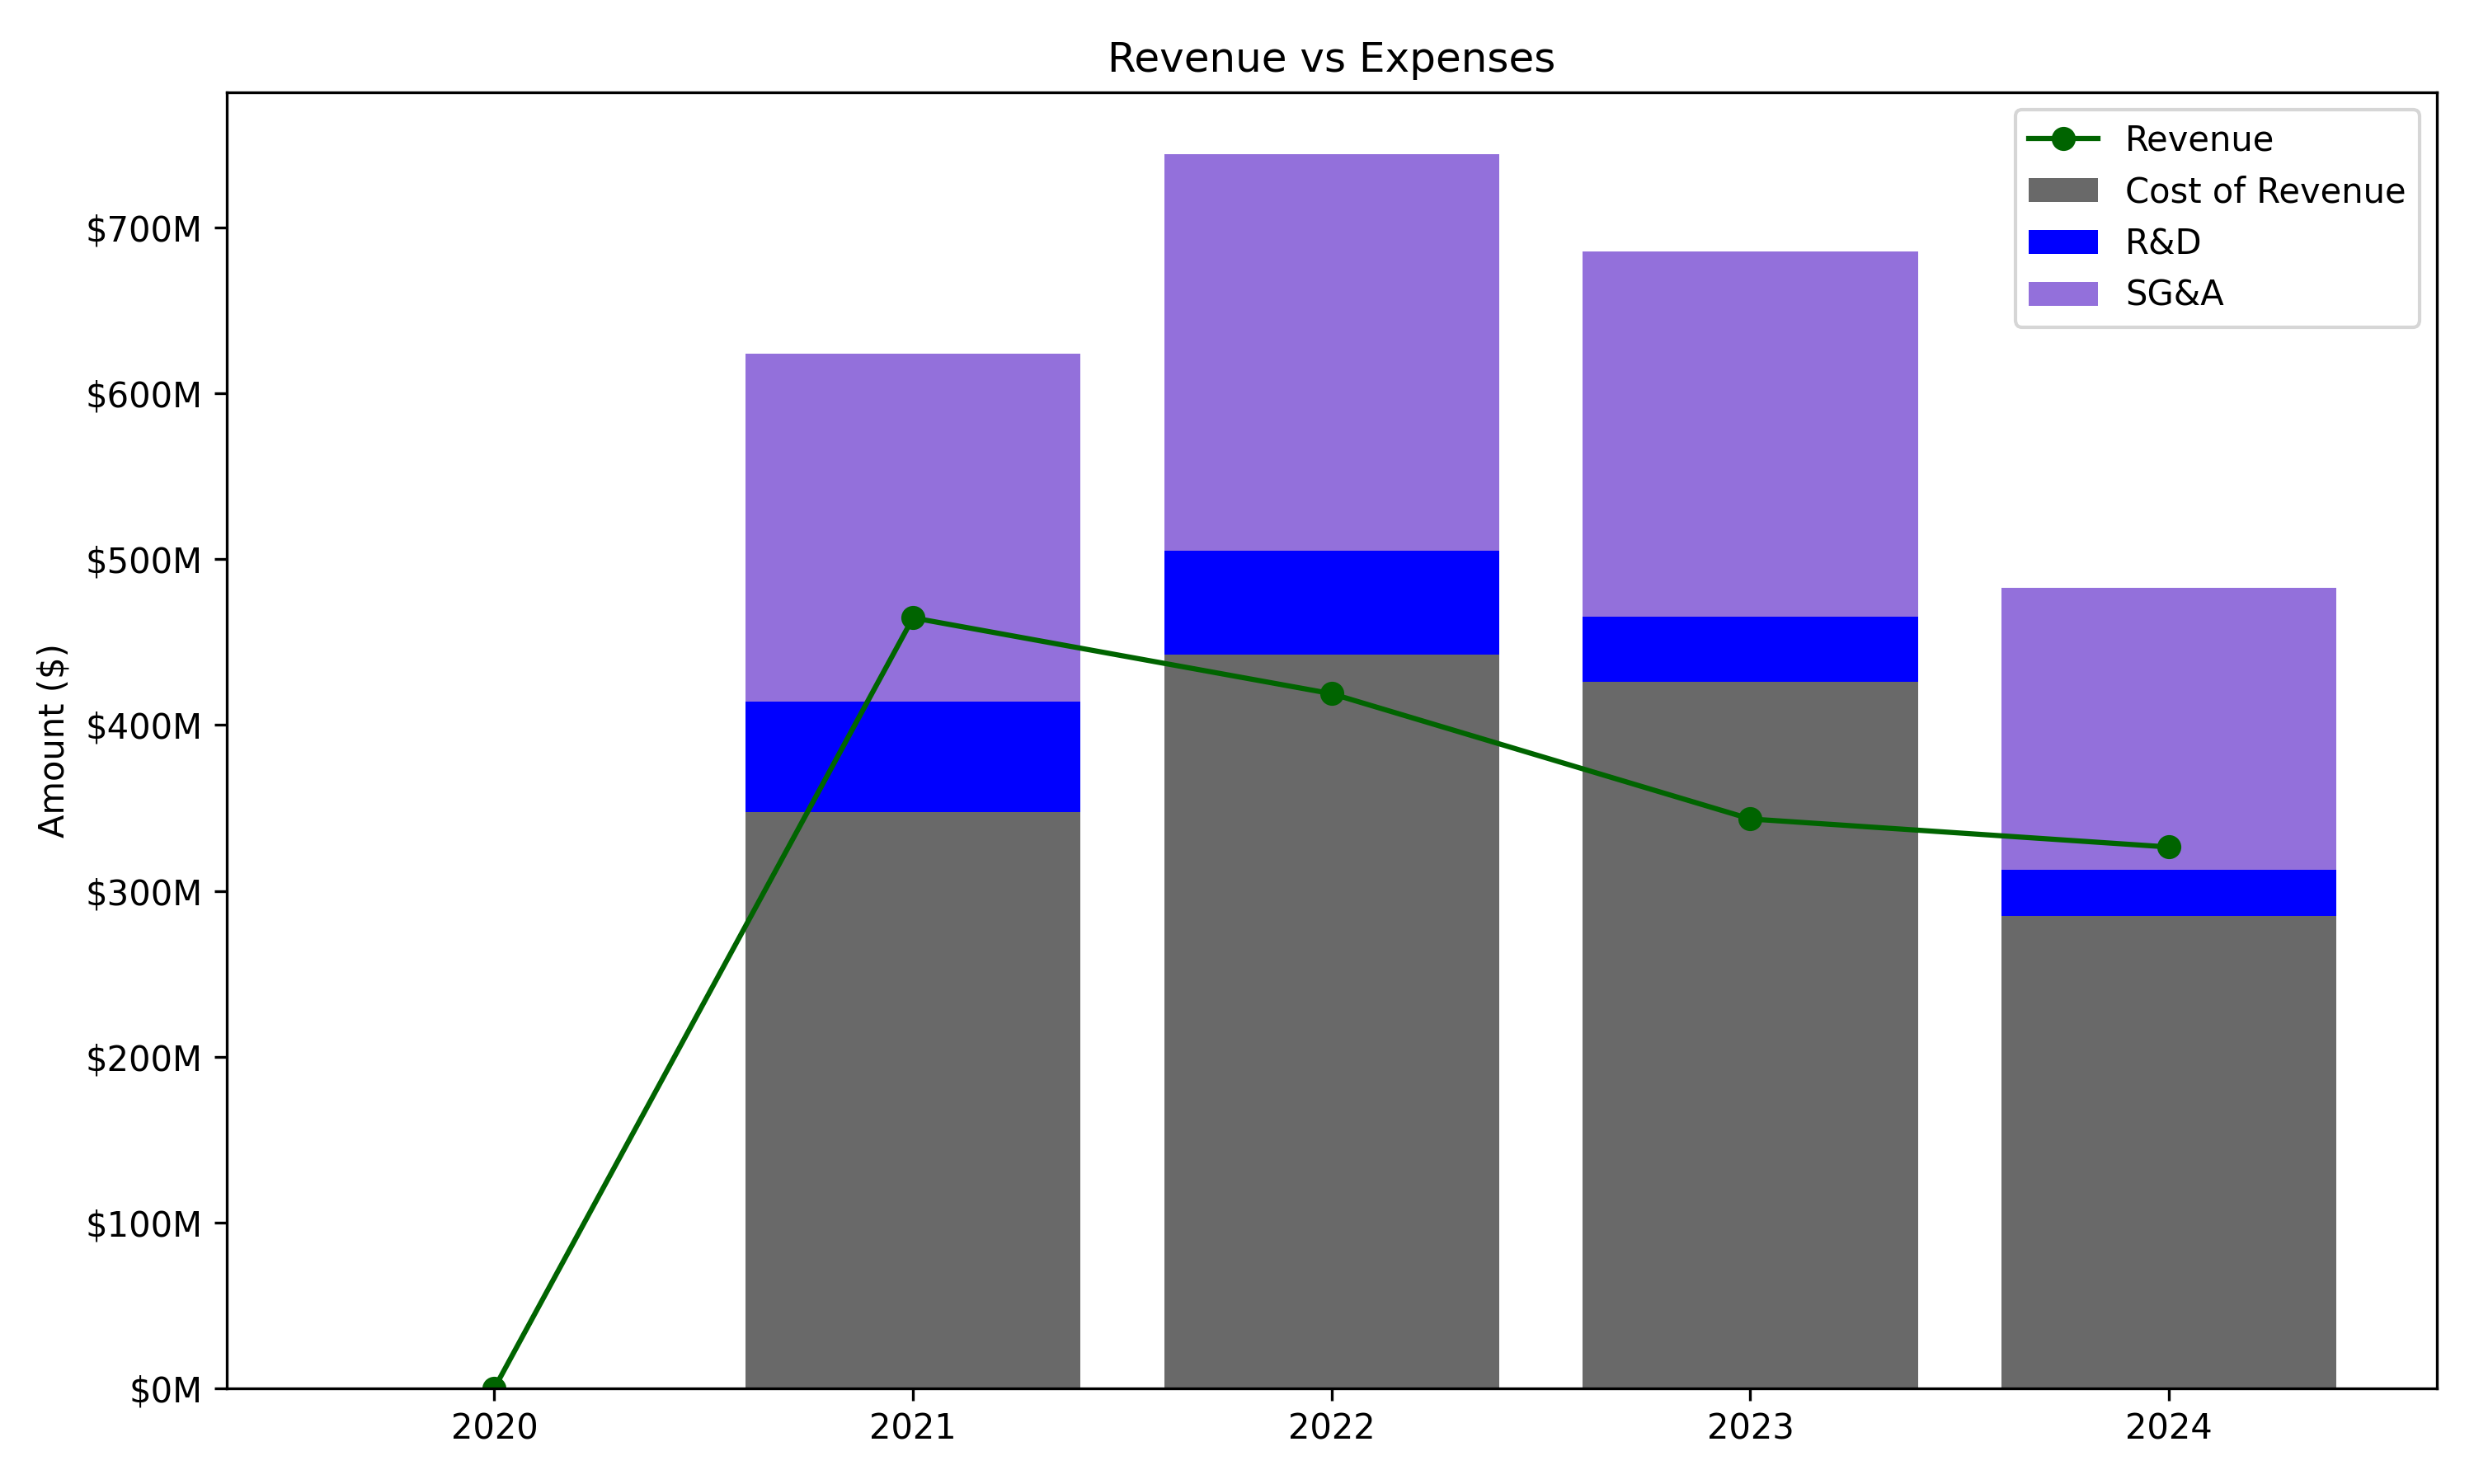 Revenue vs Expenses
Revenue
Cost of Revenue
R&D
SG&A
Amount ($)
$700M
$600M
$500M
$400M
$300M
$200M
$100M
$0M
2020
2021
2022
2023
2024